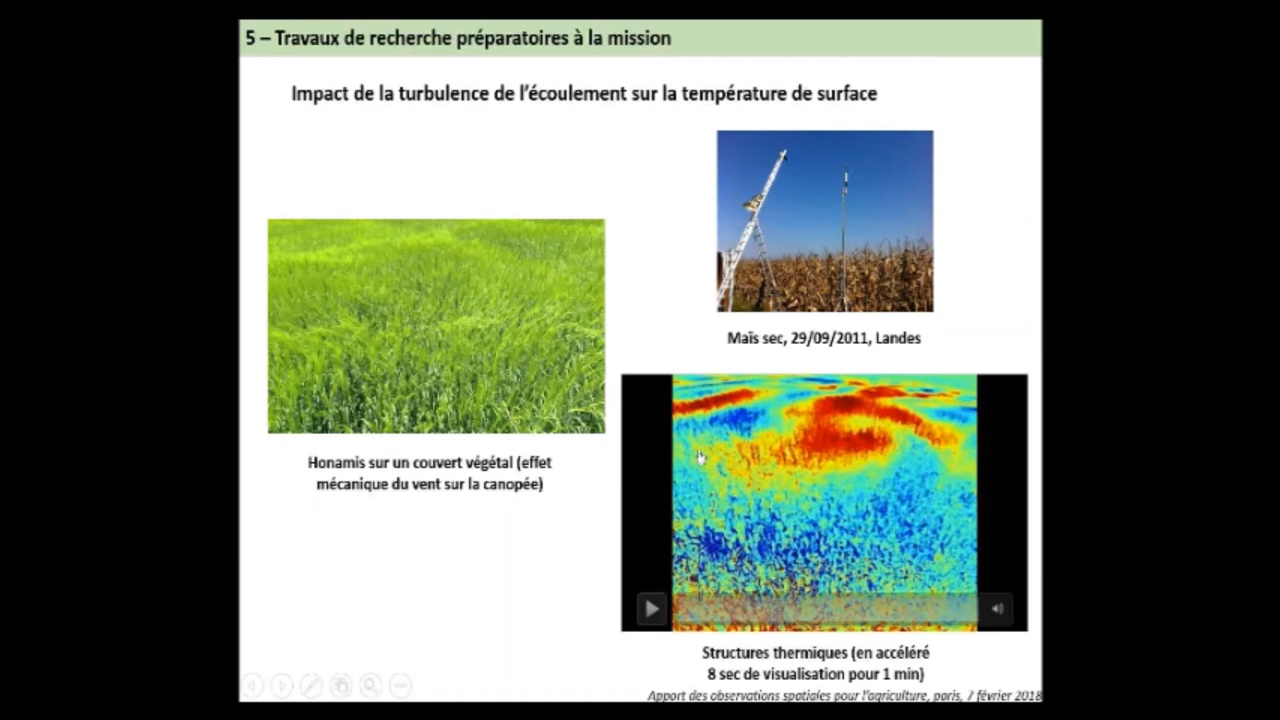 5 – Travaux de recherche préparatoires à la mission
Impact de la turbulence de l'écoulement sur la température de surface
Maïs sec, 29/09/2011, Landes
Honamis sur un couvert végétal (effet
mécanique du vent sur la canopée)
Structures thermiques (en accéléré
8 sec de visualisation pour 1 min)
Apport des observations spatiales pour l'agriculture, paris, 7 février 2018